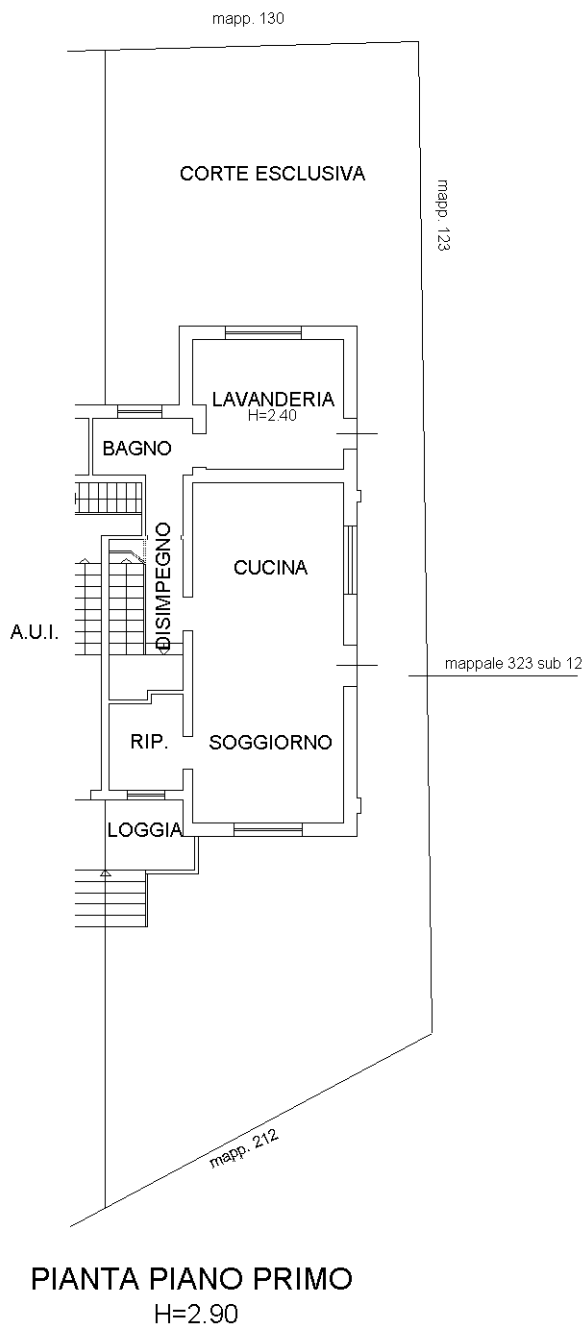 mapp. 130
CORTE ESCLUSIVA
mapp. 123
LAVANDERIA
H=2.40
BAGNO
DISIMPEGNO
CUCINA
A.U.I.
mappale 323 sub 12
RIP.
SOGGIORNO
LOGGIA
mapp. 212
PIANTA PIANO PRIMO
H=2.90